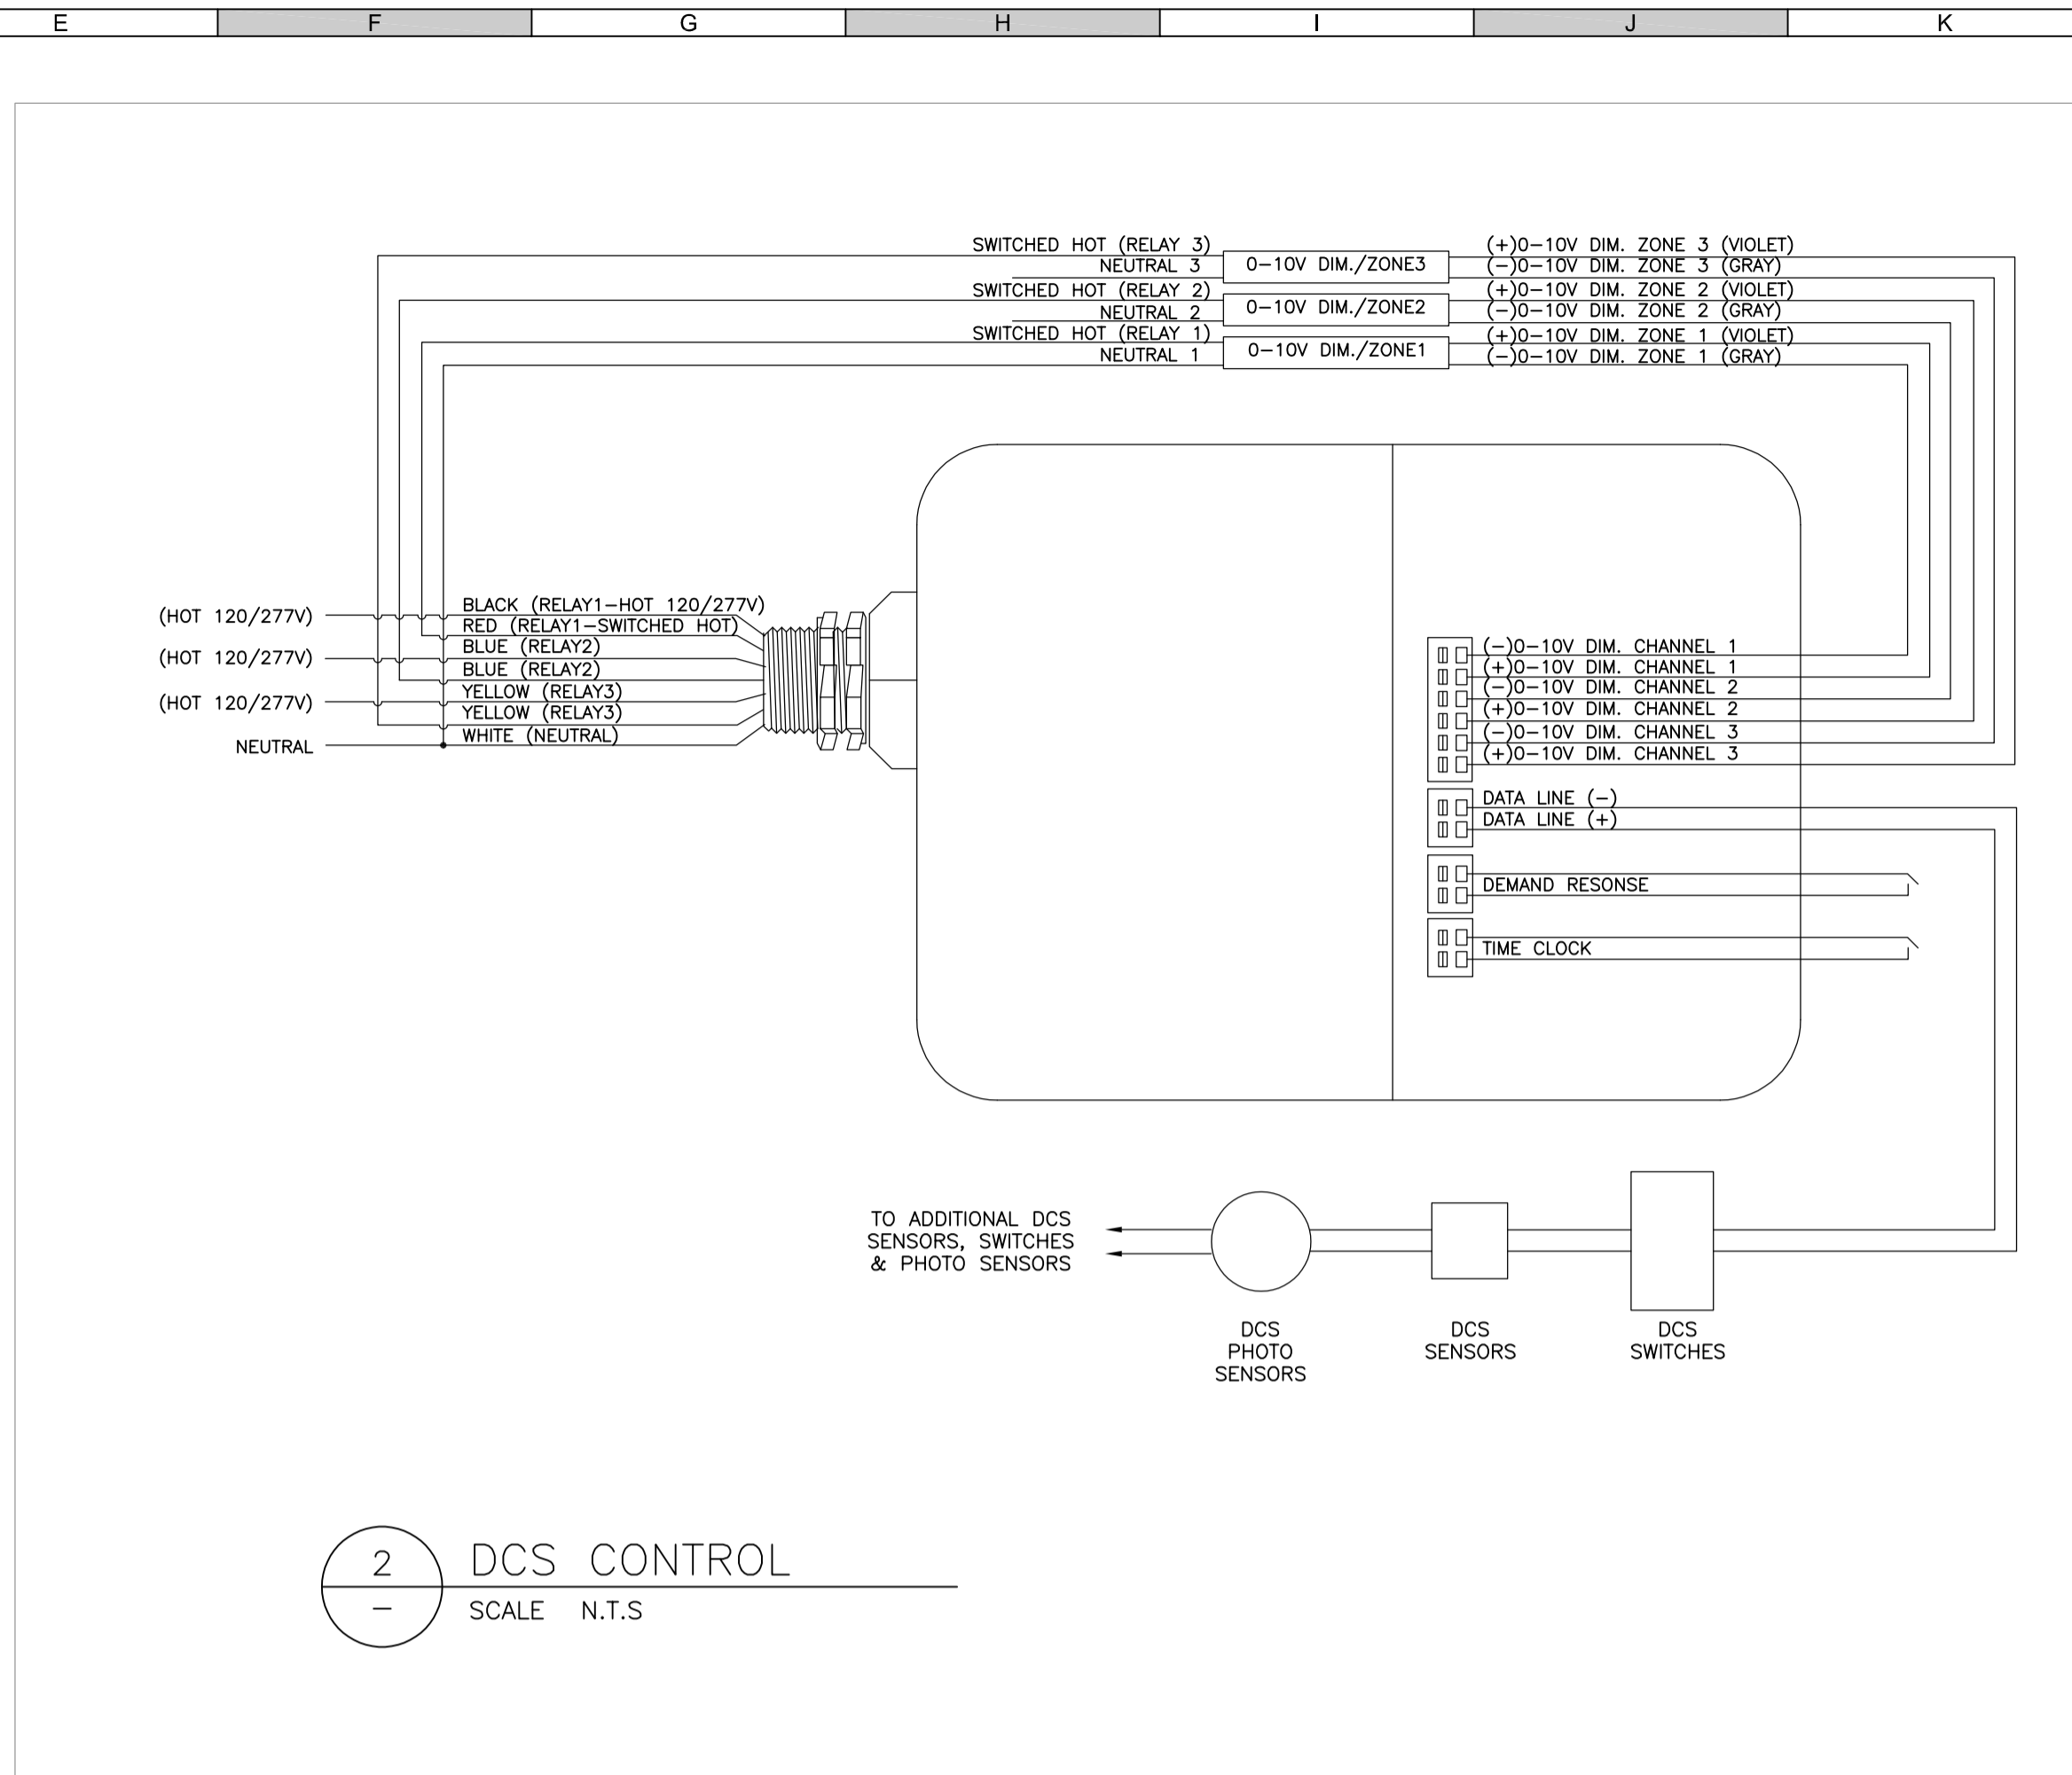 E F G H I J K
SWITCHED HOT (RELAY 3)
NEUTRAL 3
SWITCHED HOT (RELAY 2)
NEUTRAL 2
SWITCHED HOT (RELAY 1)
NEUTRAL 1
0-10V DIM./ZONE3
0-10V DIM./ZONE2
0-10V DIM./ZONE1
(+)0-10V DIM. ZONE 3 (VIOLET)
(-)0-10V DIM. ZONE 3 (GRAY)
(+)0-10V DIM. ZONE 2 (VIOLET)
(-)0-10V DIM. ZONE 2 (GRAY)
(+)0-10V DIM. ZONE 1 (VIOLET)
(-)0-10V DIM. ZONE 1 (GRAY)
(HOT 120/277V)
(HOT 120/277V)
(HOT 120/277V)
NEUTRAL
BLACK (RELAY1-HOT 120/277V)
RED (RELAY1-SWITCHED HOT)
BLUE (RELAY2)
BLUE (RELAY2)
YELLOW (RELAY3)
YELLOW (RELAY3)
WHITE (NEUTRAL)
(-)0-10V DIM. CHANNEL 1
(+)0-10V DIM. CHANNEL 1
(-)0-10V DIM. CHANNEL 2
(+)0-10V DIM. CHANNEL 2
(-)0-10V DIM. CHANNEL 3
(+)0-10V DIM. CHANNEL 3
DATA LINE (-)
DATA LINE (+)
DEMAND RESONSE
TIME CLOCK
TO ADDITIONAL DCS
SENSORS, SWITCHES
& PHOTO SENSORS
DCS
PHOTO
SENSORS
DCS
SENSORS
DCS
SWITCHES
2
-
DCS CONTROL
SCALE N.T.S